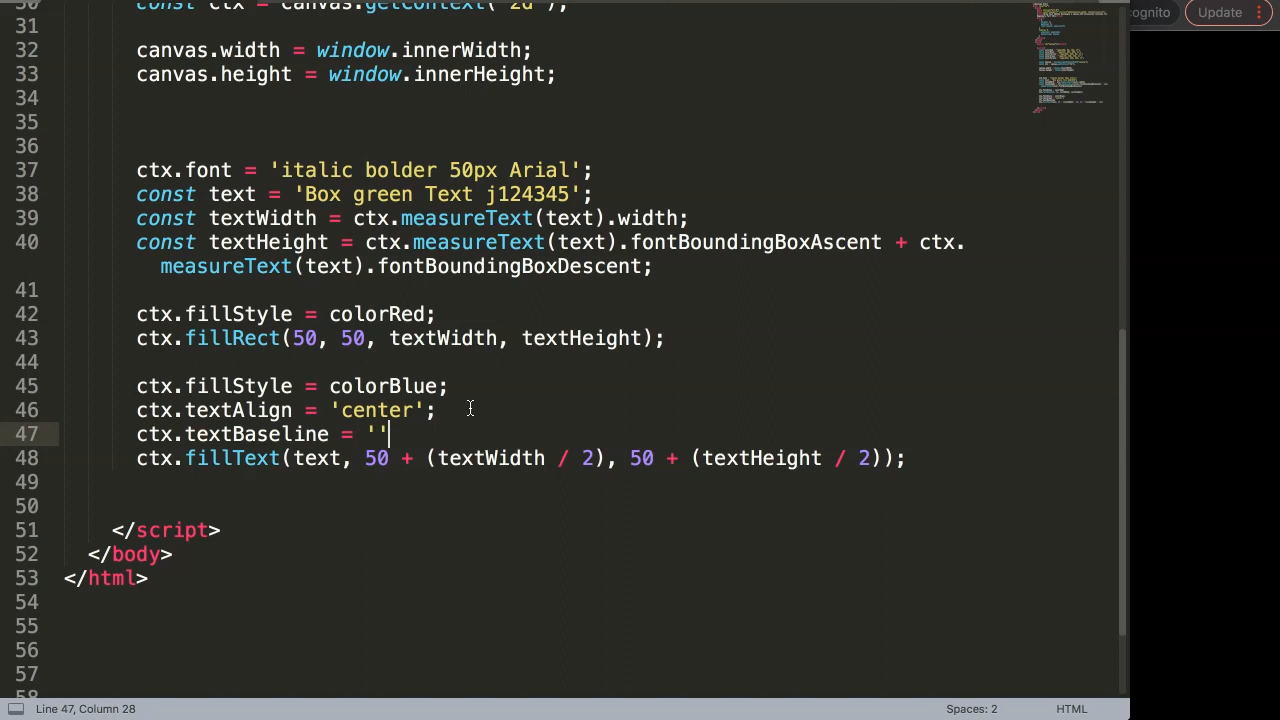 30 const ctx = canvas.getContext("2d");
31
32 canvas.width = window.innerWidth;
33 canvas.height = window.innerHeight;
34
35
36
37 ctx.font = 'italic bolder 50px Arial';
38 const text = 'Box green Text j124345';
39 const textWidth = ctx.measureText(text).width;
40 const textHeight = ctx.measureText(text).fontBoundingBoxAscent + ctx.
measureText(text).fontBoundingBoxDescent;
41
42 ctx.fillStyle = colorRed;
43 ctx.fillRect(50, 50, textWidth, textHeight);
44
45 ctx.fillStyle = colorBlue;
46 ctx.textAlign = 'center';
47 ctx.textBaseline = ''
48 ctx.fillText(text, 50 + (textWidth / 2), 50 + (textHeight / 2));
49
50
51 </script>
52 </body>
53 </html>
54
55
56
57
58
cognito
Update
Line 47, Column 28
Spaces: 2
HTML